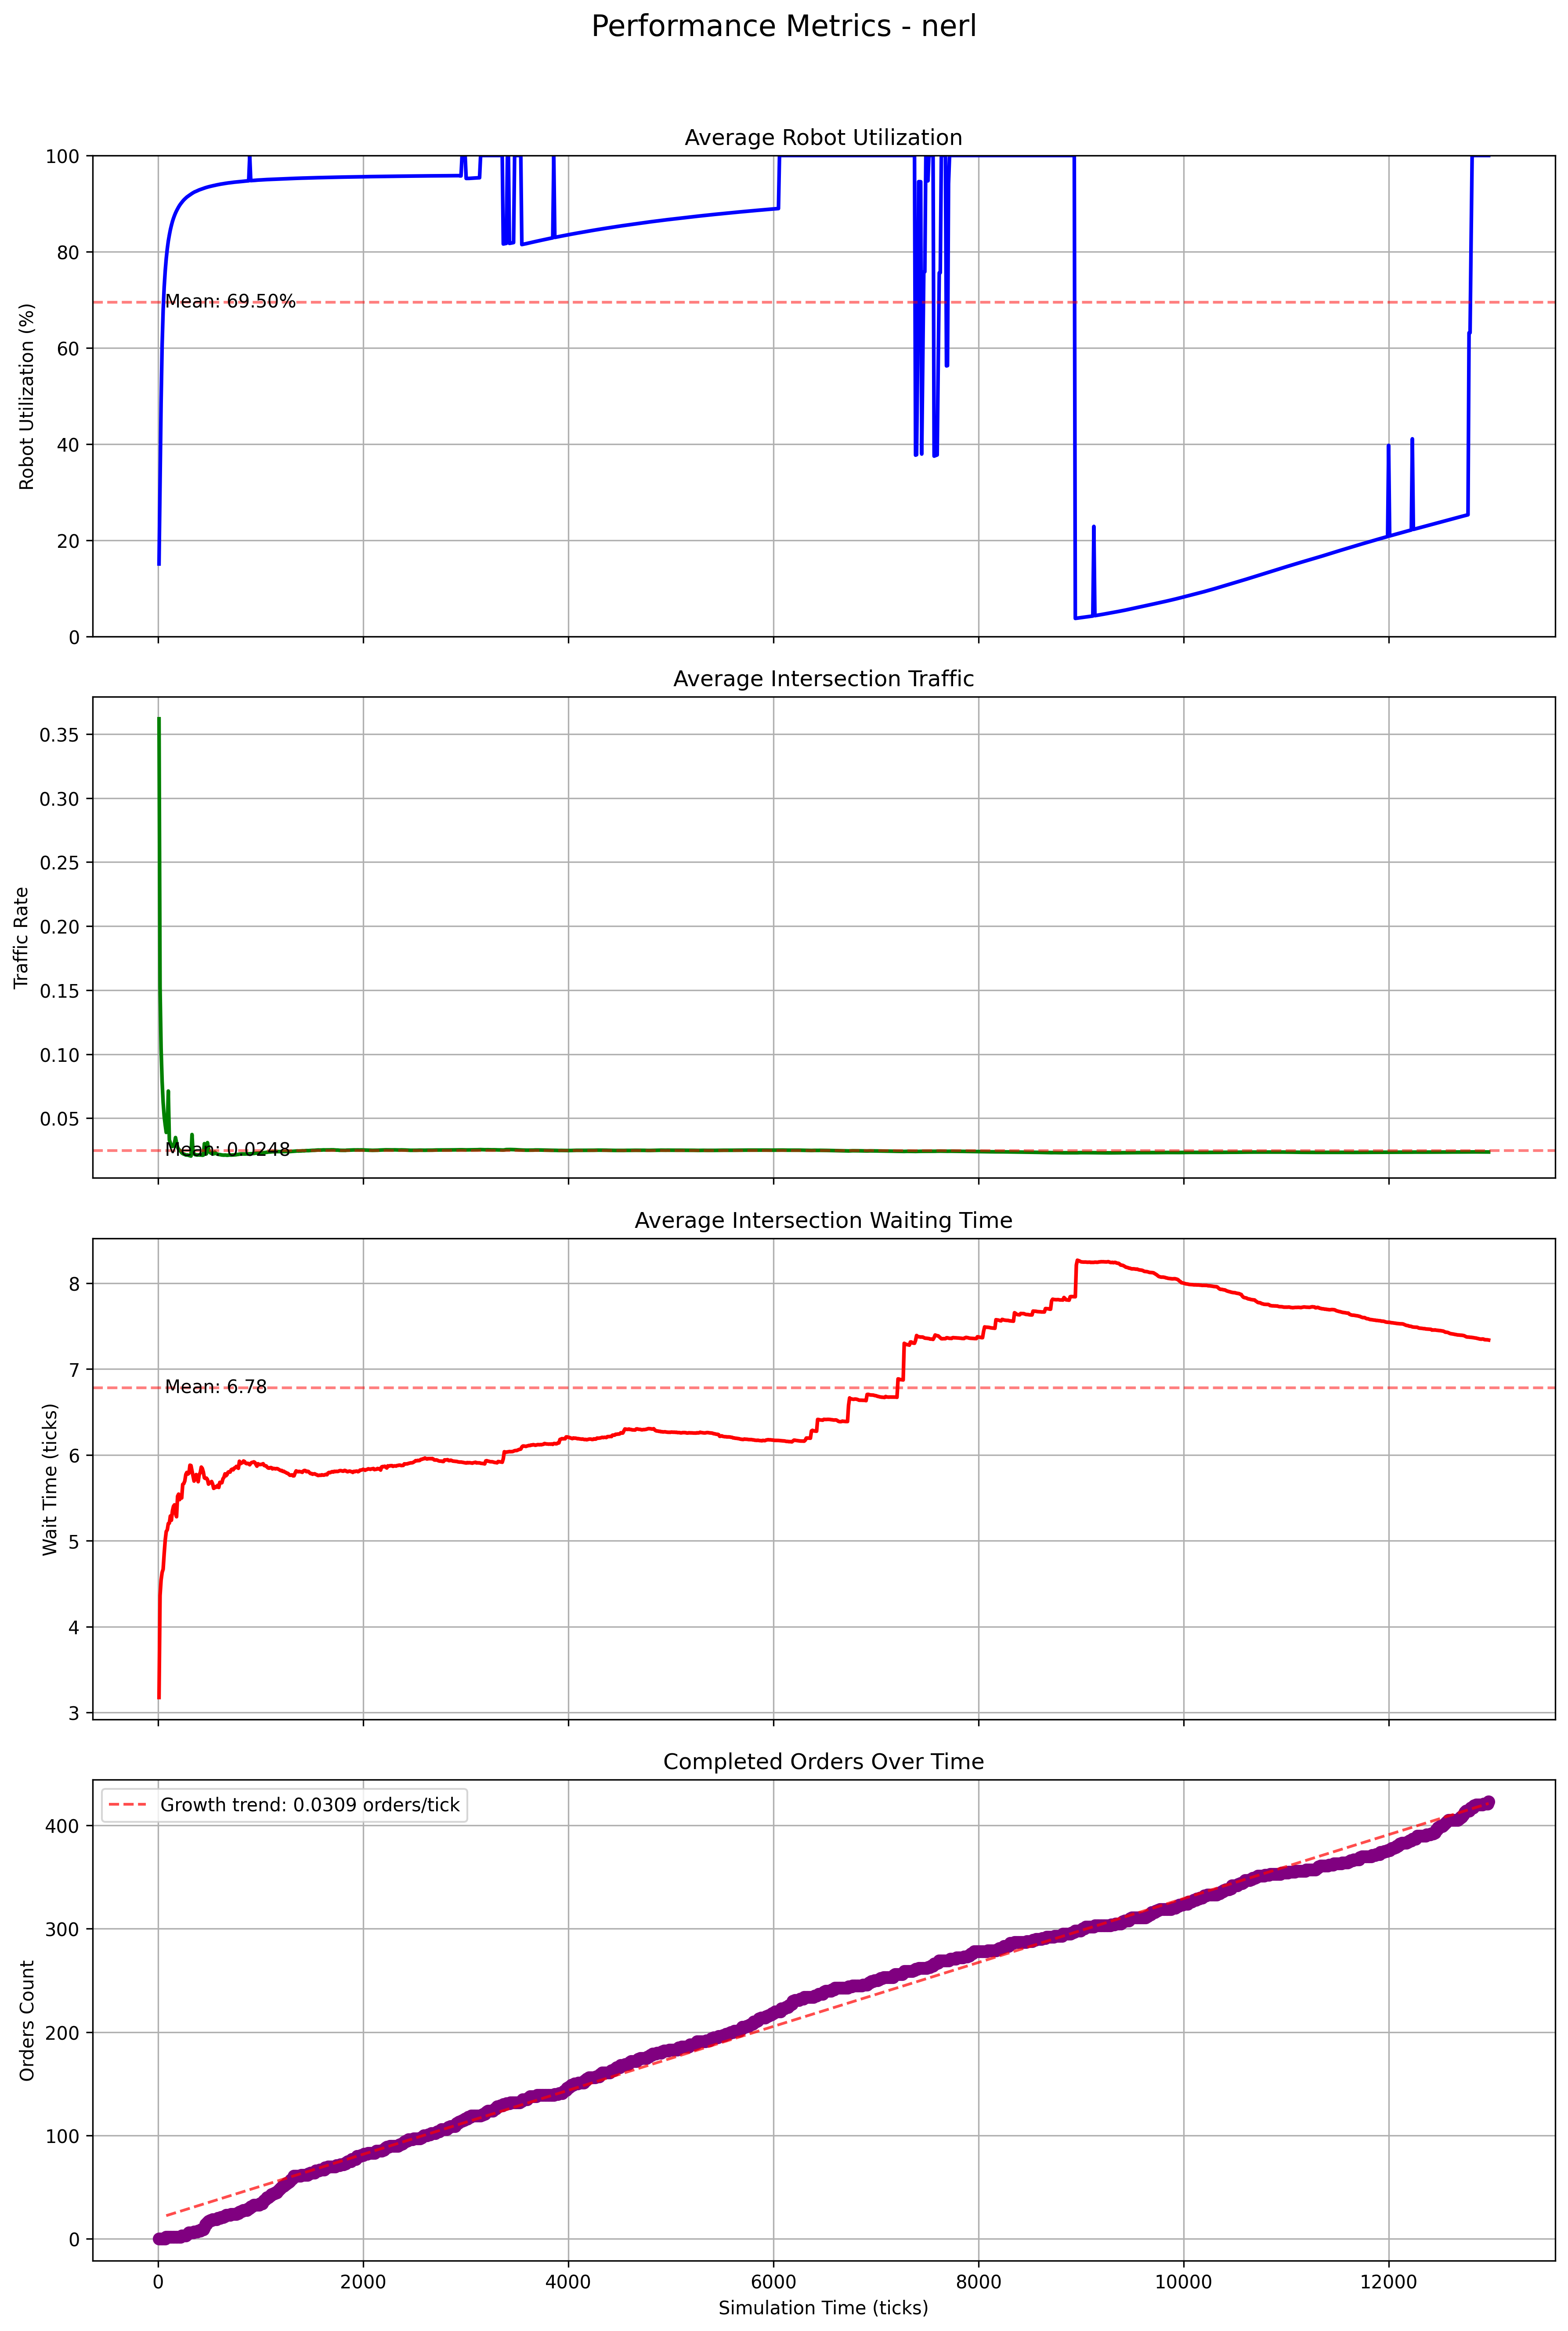 Performance Metrics - nerl
Average Robot Utilization
100
80
60
40
20
0
Robot Utilization (%)
Mean: 69.50%
Average Intersection Traffic
0.35
0.30
0.25
0.20
0.15
0.10
0.05
Traffic Rate
Mean: 0.0248
Average Intersection Waiting Time
8
7
6
5
4
3
Wait Time (ticks)
Mean: 6.78
Completed Orders Over Time
Growth trend: 0.0309 orders/tick
400
300
200
100
0
Orders Count
0 2000 4000 6000 8000 10000 12000
Simulation Time (ticks)